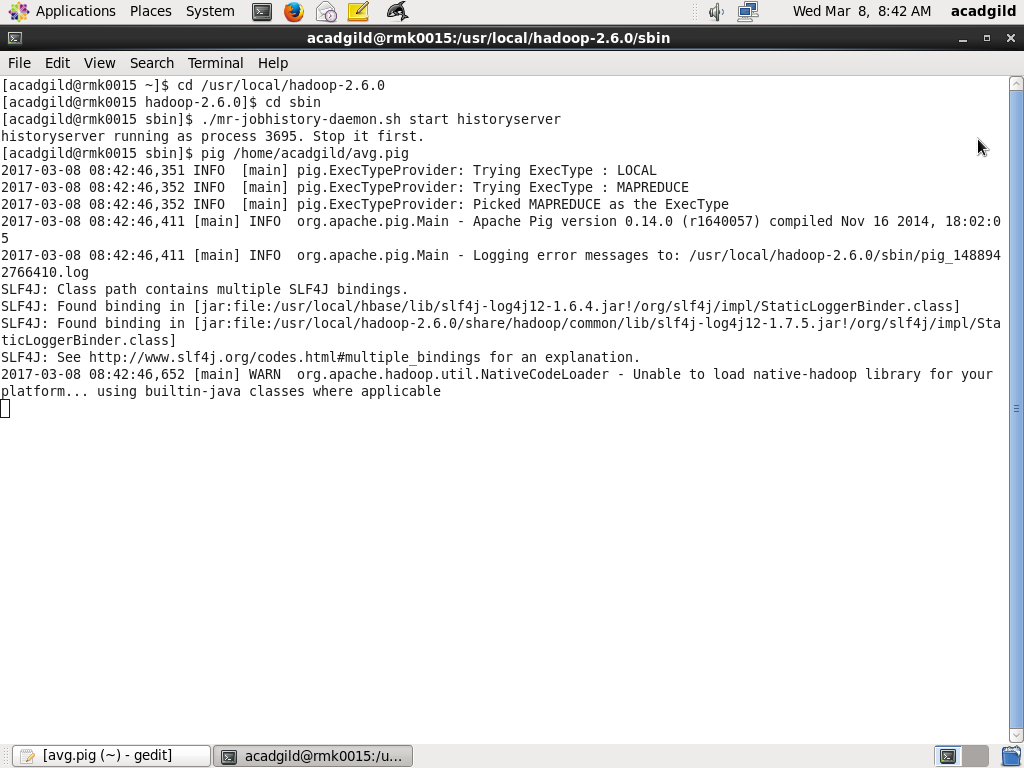 Applications Places System Wed Mar 8, 8:42 AM acadgild
acadgild@rmk0015:/usr/local/hadoop-2.6.0/sbin
File Edit View Search Terminal Help
[acadgild@rmk0015 ~]$ cd /usr/local/hadoop-2.6.0
[acadgild@rmk0015 hadoop-2.6.0]$ cd sbin
[acadgild@rmk0015 sbin]$ ./mr-jobhistory-daemon.sh start historyserver
historyserver running as process 3695. Stop it first.
[acadgild@rmk0015 sbin]$ pig /home/acadgild/avg.pig
2017-03-08 08:42:46,351 INFO  [main] pig.ExecTypeProvider: Trying ExecType : LOCAL
2017-03-08 08:42:46,352 INFO  [main] pig.ExecTypeProvider: Trying ExecType : MAPREDUCE
2017-03-08 08:42:46,352 INFO  [main] pig.ExecTypeProvider: Picked MAPREDUCE as the ExecType
2017-03-08 08:42:46,411 [main] INFO  org.apache.pig.Main - Apache Pig version 0.14.0 (r1640057) compiled Nov 16 2014, 18:02:0
5
2017-03-08 08:42:46,411 [main] INFO  org.apache.pig.Main - Logging error messages to: /usr/local/hadoop-2.6.0/sbin/pig_148894
2766410.log
SLF4J: Class path contains multiple SLF4J bindings.
SLF4J: Found binding in [jar:file:/usr/local/hbase/lib/slf4j-log4j12-1.6.4.jar!/org/slf4j/impl/StaticLoggerBinder.class]
SLF4J: Found binding in [jar:file:/usr/local/hadoop-2.6.0/share/hadoop/common/lib/slf4j-log4j12-1.7.5.jar!/org/slf4j/impl/Sta
ticLoggerBinder.class]
SLF4J: See http://www.slf4j.org/codes.html#multiple_bindings for an explanation.
2017-03-08 08:42:46,652 [main] WARN  org.apache.hadoop.util.NativeCodeLoader - Unable to load native-hadoop library for your
platform... using builtin-java classes where applicable
[avg.pig (~) - gedit] acadgild@rmk0015:/u...